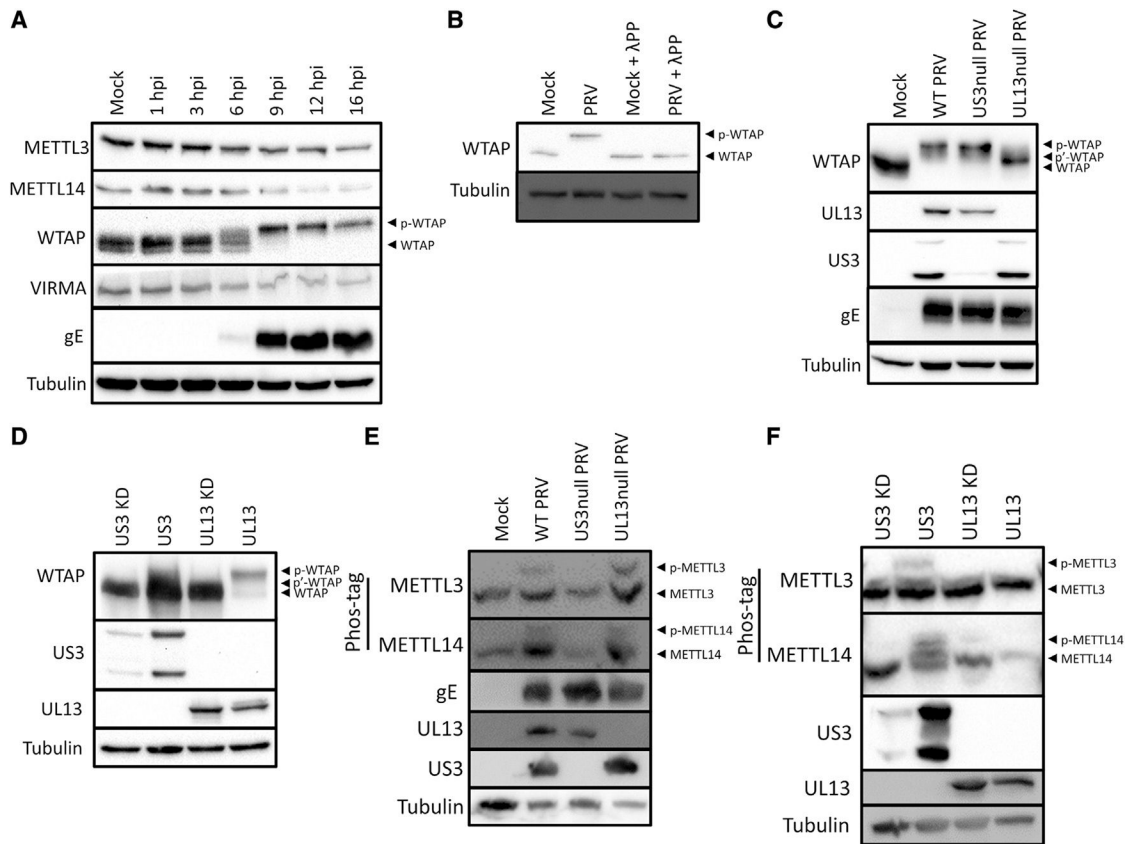 A
Mock
1 hpi
3 hpi
6 hpi
9 hpi
12 hpi
16 hpi
METTL3
METTL14
WTAP
p-WTAP
WTAP
VIRMA
gE
Tubulin
B
Mock
PRV
Mock + λPP
PRV + λPP
WTAP
p-WTAP
WTAP
Tubulin
C
Mock
WT PRV
US3null PRV
UL13null PRV
WTAP
p-WTAP
p'-WTAP
WTAP
UL13
US3
gE
Tubulin
D
US3 KD
US3
UL13 KD
UL13
WTAP
p-WTAP
p'-WTAP
WTAP
US3
UL13
Tubulin
E
Mock
WT PRV
US3null PRV
UL13null PRV
Phos-tag
METTL3
p-METTL3
METTL3
METTL14
p-METTL14
METTL14
gE
UL13
US3
Tubulin
F
US3 KD
US3
UL13 KD
UL13
Phos-tag
METTL3
p-METTL3
METTL3
METTL14
p-METTL14
METTL14
US3
UL13
Tubulin